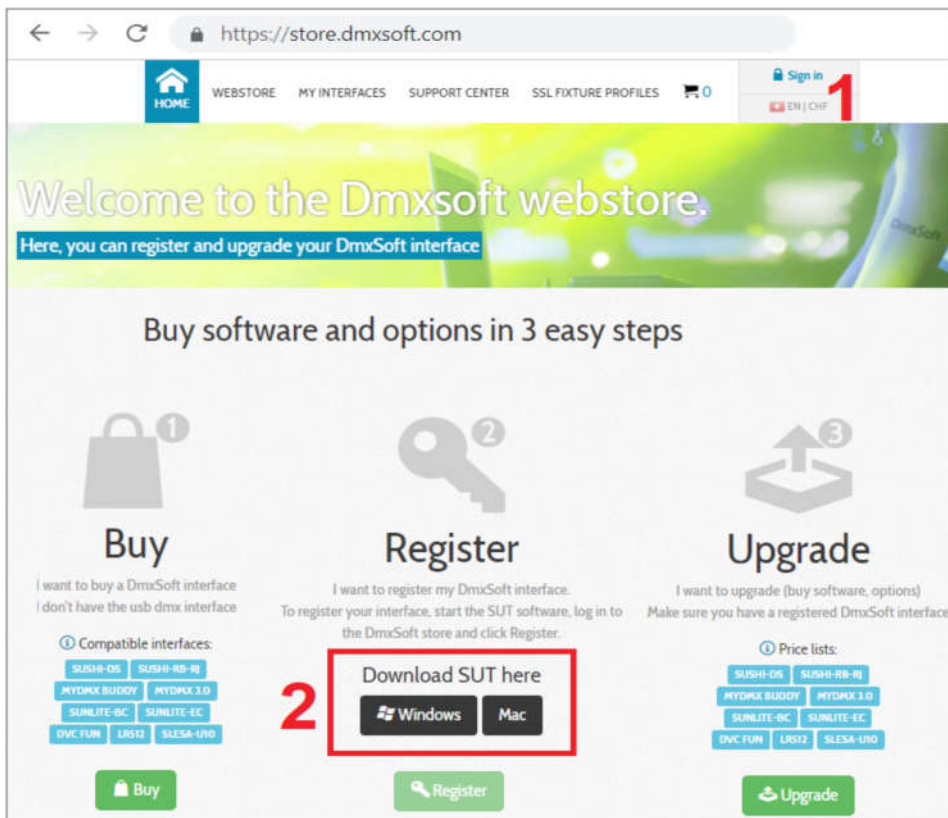 https://store.dmxsoft.com
HOME
WEBSTORE
MY INTERFACES
SUPPORT CENTER
SSL FIXTURE PROFILES
0
Sign in
EN | CHF
1
Welcome to the Dmxsoft webstore.
Here, you can register and upgrade your DmxSoft interface
DmxSoft
Buy software and options in 3 easy steps
1
Buy
I want to buy a DmxSoft interface
I don't have the usb dmx interface
Compatible interfaces:
SUSHI-DS SUSHI-RB-RJ
MYDMX BUDDY MYDMX 3.0
SUNLITE-BC SUNLITE-EC
DVC FUN LR512 SLESA-U10
Buy
2
Register
I want to register my DmxSoft interface.
To register your interface, start the SUT software, log in to
the DmxSoft store and click Register.
Download SUT here
2
Windows
Mac
Register
3
Upgrade
I want to upgrade (buy software, options)
Make sure you have a registered DmxSoft interface
Price lists:
SUSHI-DS SUSHI-RB-RJ
MYDMX BUDDY MYDMX 3.0
SUNLITE-BC SUNLITE-EC
DVC FUN LR512 SLESA-U10
Upgrade